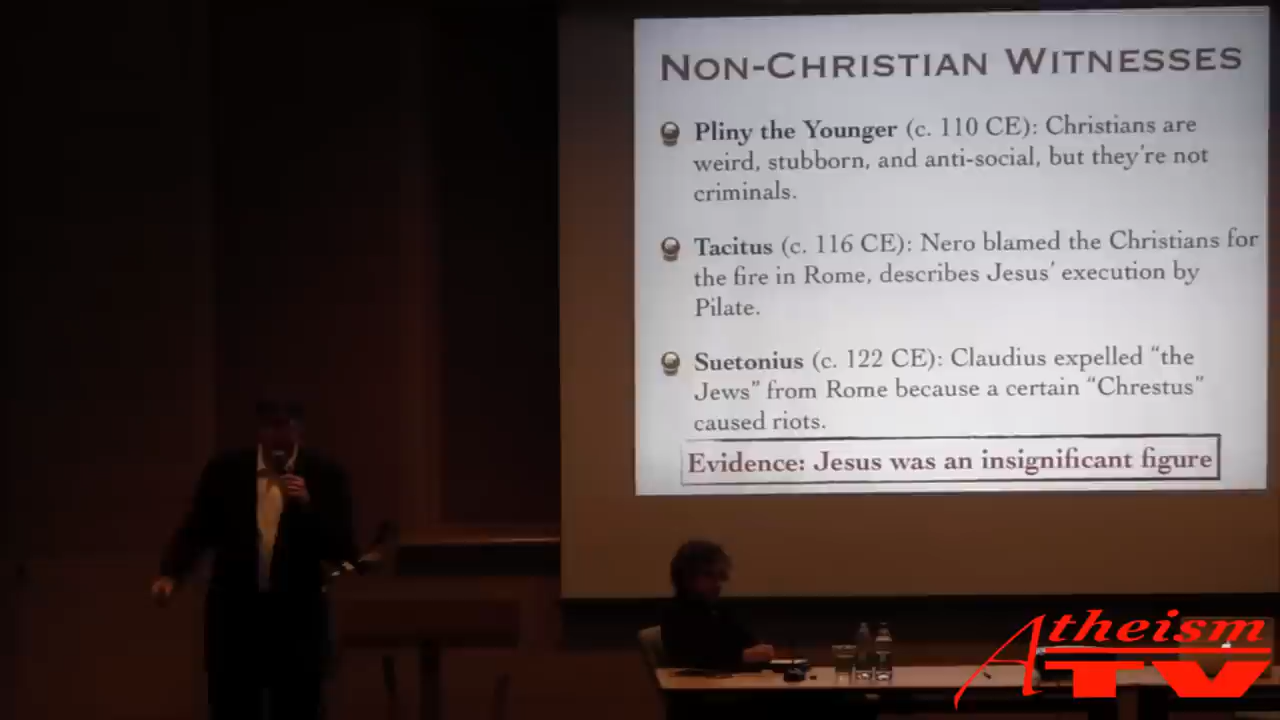 NON-CHRISTIAN WITNESSES
Pliny the Younger (c. 110 CE): Christians are
weird, stubborn, and anti-social, but they're not
criminals.
Tacitus (c. 116 CE): Nero blamed the Christians for
the fire in Rome, describes Jesus' execution by
Pilate.
Suetonius (c. 122 CE): Claudius expelled "the
Jews" from Rome because a certain "Chrestus"
caused riots.
Evidence: Jesus was an insignificant figure
Atheism
TV